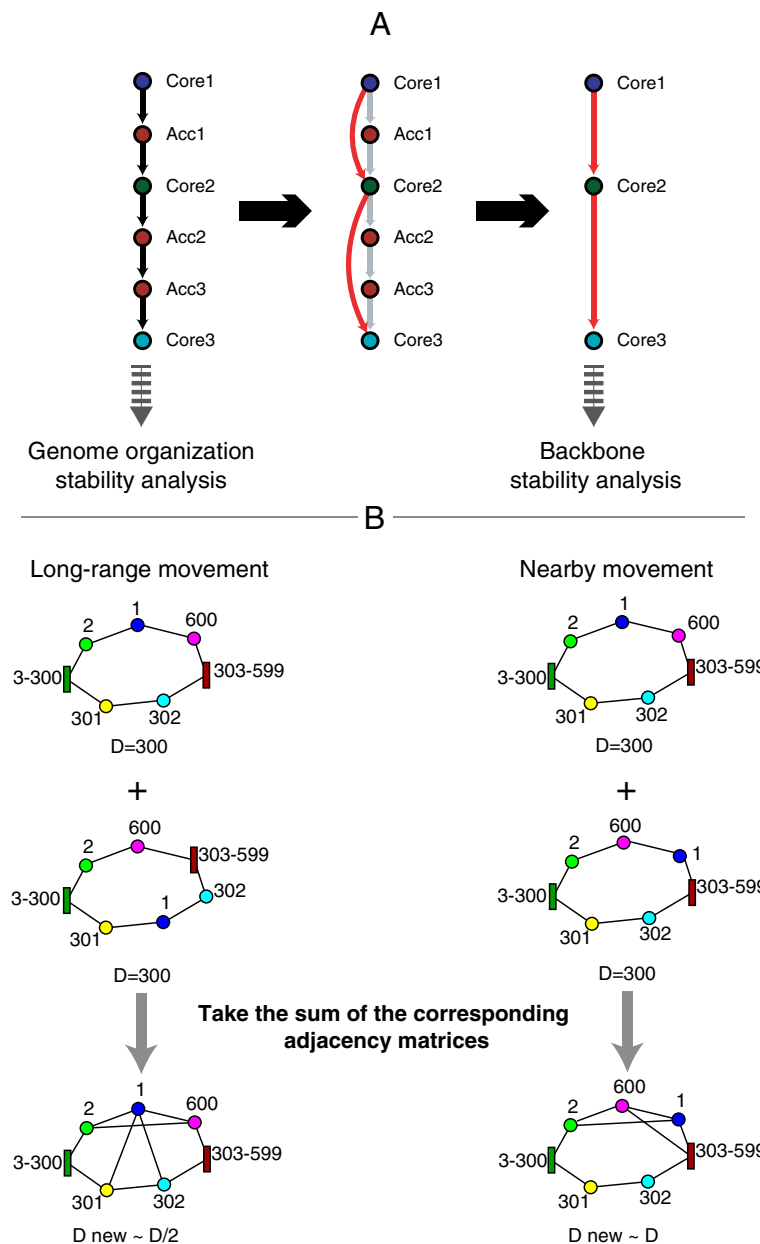 A
Core1 Core1 Core1
Acc1 Acc1
Core2 Core2 Core2
Acc2 Acc2
Acc3 Acc3
Core3 Core3 Core3
Genome organization
stability analysis
Backbone
stability analysis
B
Long-range movement
1
2 600
3-300 303-599
301 302
D=300
+
600
2 303-599
3-300 302
1
301
D=300
1
2 600
3-300 303-599
301 302
D new ~ D/2
Take the sum of the corresponding
adjacency matrices
Nearby movement
1
2 600
3-300 303-599
301 302
D=300
+
600
2 1
3-300 303-599
301 302
D=300
600
2 1
3-300 303-599
301 302
D new ~ D